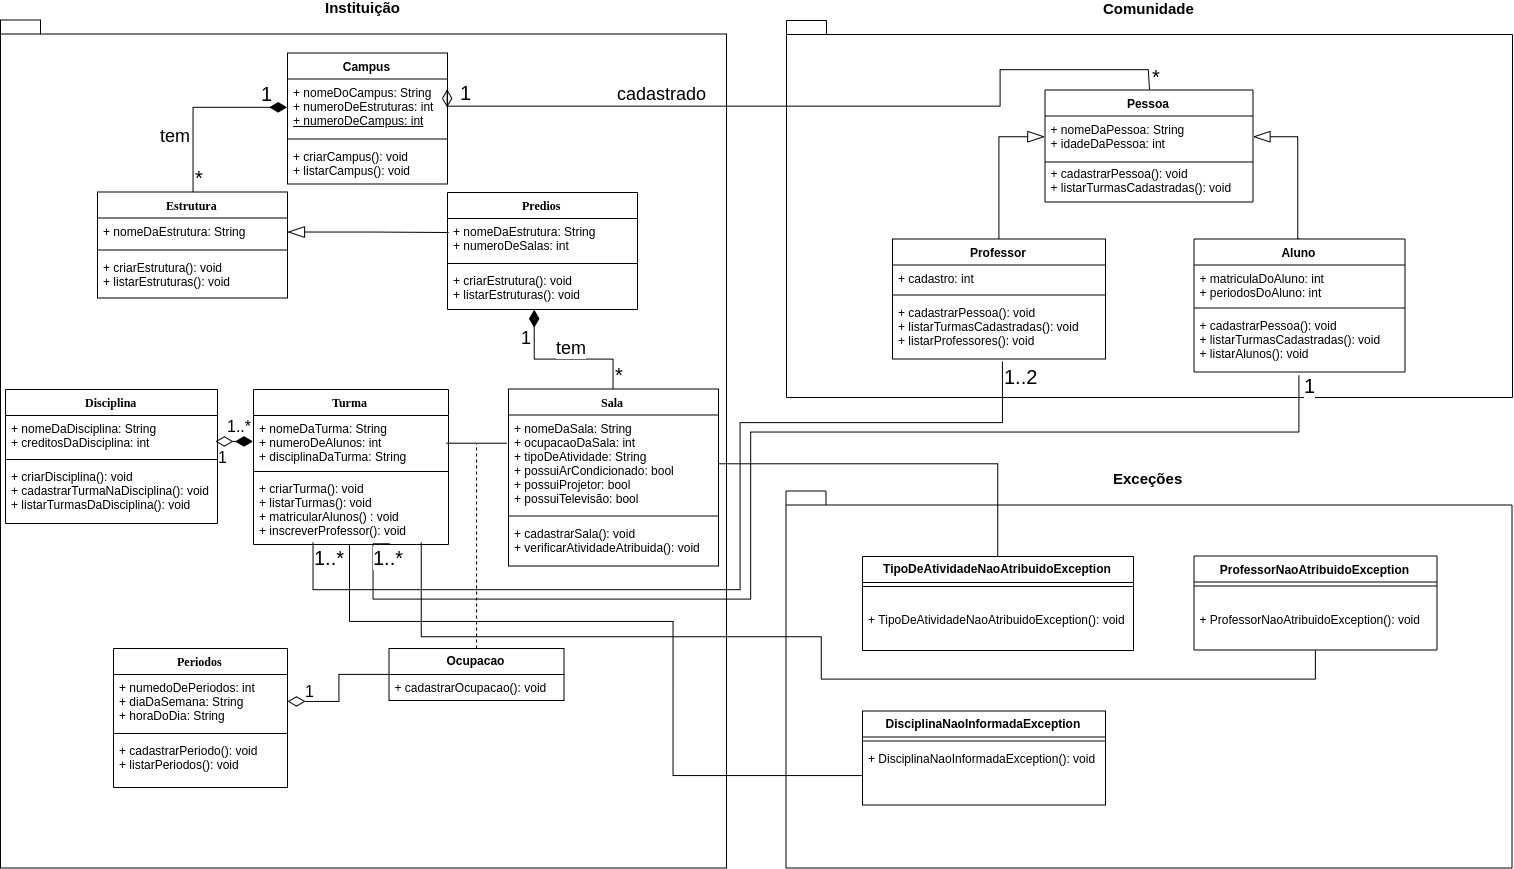 Instituição
Comunidade
Campus
+ nomeDoCampus: String
+ numeroDeEstruturas: int
+ numeroDeCampus: int
+ criarCampus(): void
+ listarCampus(): void
1
1
cadastrado
*
tem
*
Pessoa
+ nomeDaPessoa: String
+ idadeDaPessoa: int
+ cadastrarPessoa(): void
+ listarTurmasCadastradas(): void
Estrutura
+ nomeDaEstrutura: String
+ criarEstrutura(): void
+ listarEstruturas(): void
Predios
+ nomeDaEstrutura: String
+ numeroDeSalas: int
+ criarEstrutura(): void
+ listarEstruturas(): void
1
tem
*
Professor
+ cadastro: int
+ cadastrarPessoa(): void
+ listarTurmasCadastradas(): void
+ listarProfessores(): void
1..2
Aluno
+ matriculaDoAluno: int
+ periodosDoAluno: int
+ cadastrarPessoa(): void
+ listarTurmasCadastradas(): void
+ listarAlunos(): void
1
Disciplina
+ nomeDaDisciplina: String
+ creditosDaDisciplina: int
+ criarDisciplina(): void
+ cadastrarTurmaNaDisciplina(): void
+ listarTurmasDaDisciplina(): void
1..*
1
Turma
+ nomeDaTurma: String
+ numeroDeAlunos: int
+ disciplinaDaTurma: String
+ criarTurma(): void
+ listarTurmas(): void
+ matricularAlunos() : void
+ inscreverProfessor(): void
1..*
1..*
Sala
+ nomeDaSala: String
+ ocupacaoDaSala: int
+ tipoDeAtividade: String
+ possuiArCondicionado: bool
+ possuiProjetor: bool
+ possuiTelevisão: bool
+ cadastrarSala(): void
+ verificarAtividadeAtribuida(): void
Exceções
TipoDeAtividadeNaoAtribuidoException
+ TipoDeAtividadeNaoAtribuidoException(): void
ProfessorNaoAtribuidoException
+ ProfessorNaoAtribuidoException(): void
Periodos
+ numedoDePeriodos: int
+ diaDaSemana: String
+ horaDoDia: String
+ cadastrarPeriodo(): void
+ listarPeriodos(): void
1
Ocupacao
+ cadastrarOcupacao(): void
DisciplinaNaoInformadaException
+ DisciplinaNaoInformadaException(): void